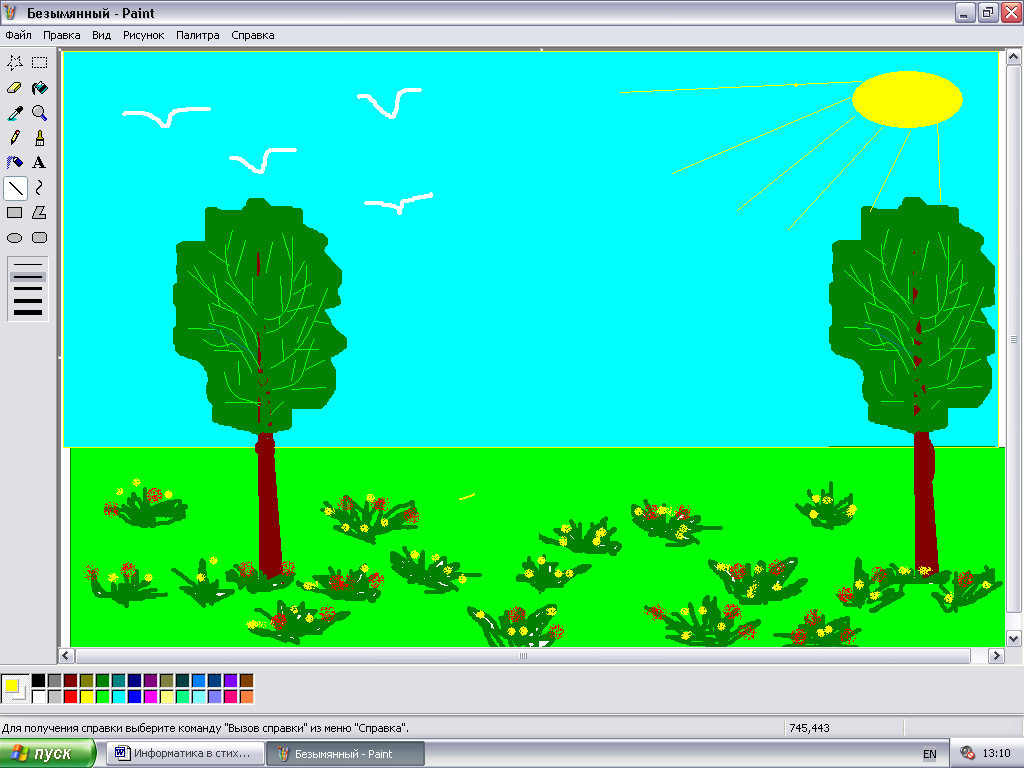 Безымянный - Paint
Файл Правка Вид Рисунок Палитра Справка
A
Для получения справки выберите команду "Вызов справки" из меню "Справка".
745,443
пуск
Информатика в стих...
Безымянный - Paint
EN
13:10